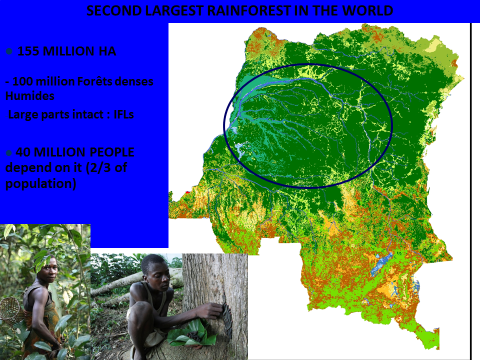 SECOND LARGEST RAINFOREST IN THE WORLD
155 MILLION HA
- 100 million Forêts denses
Humides
Large parts intact : IFLs
40 MILLION PEOPLE
depend on it (2/3 of
population)